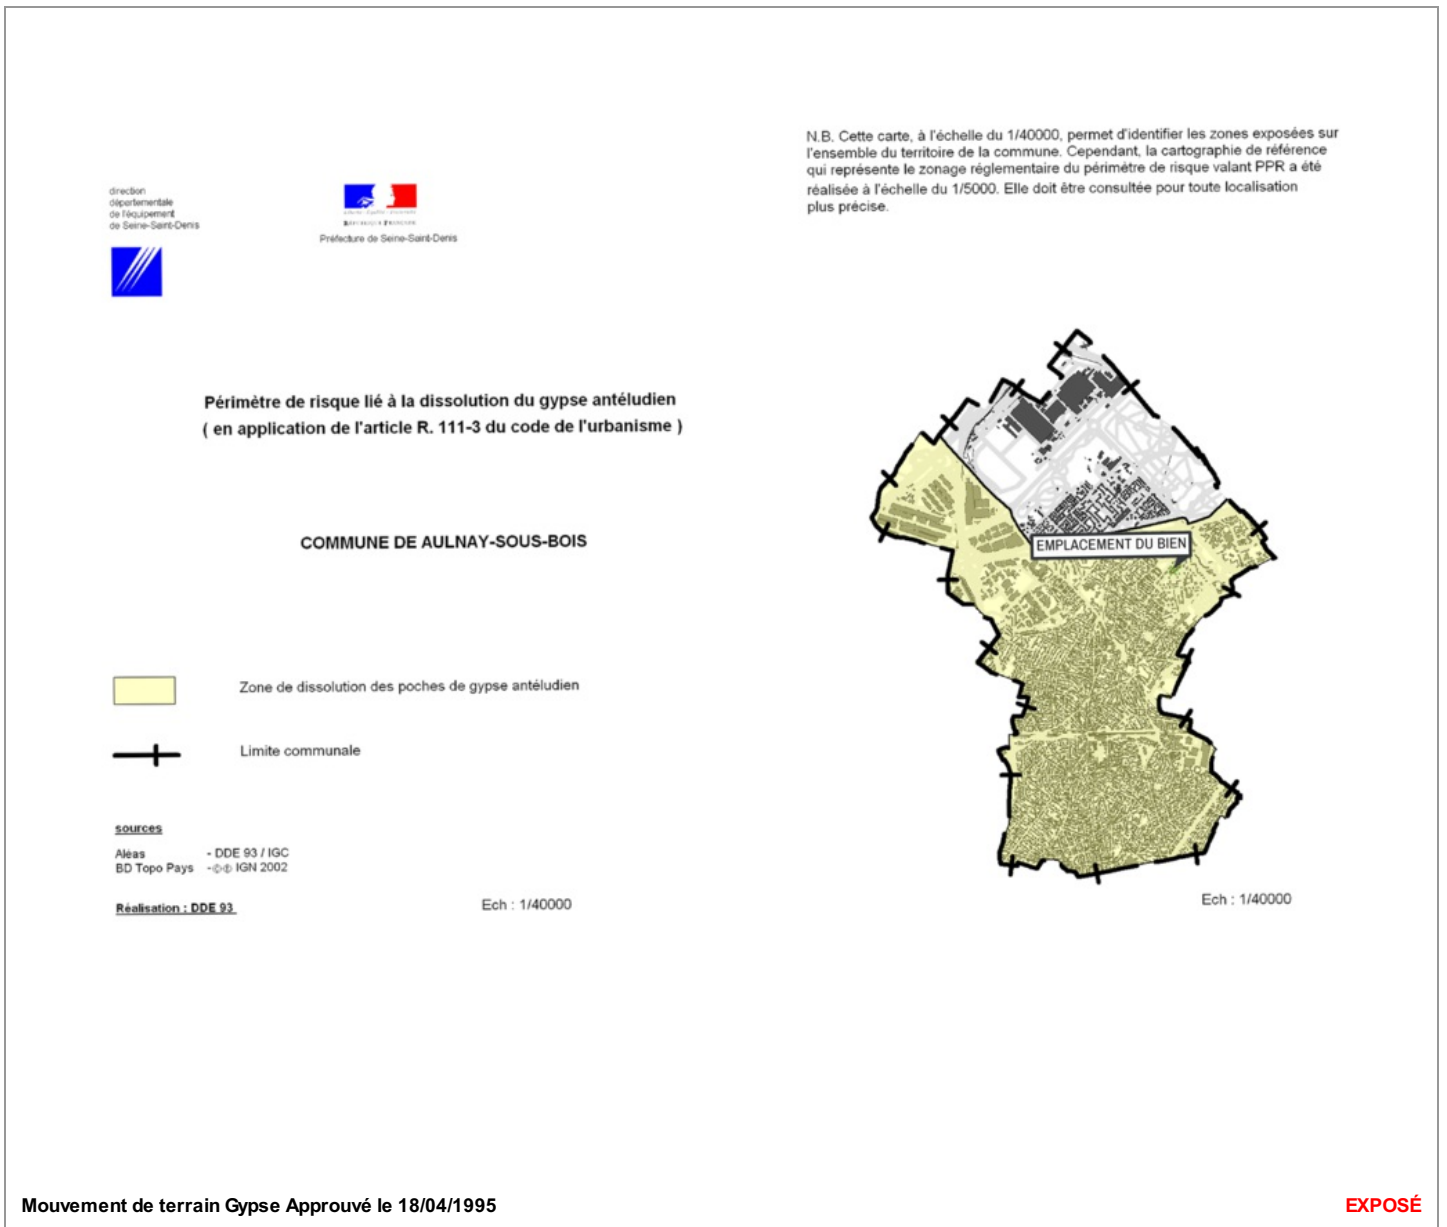 direction
départementale
de l'équipement
de Seine-Saint-Denis
RÉPUBLIQUE FRANÇAISE
Préfecture de Seine-Saint-Denis
N.B. Cette carte, à l'échelle du 1/40000, permet d'identifier les zones exposées sur
l'ensemble du territoire de la commune. Cependant, la cartographie de référence
qui représente le zonage réglementaire du périmètre de risque valant PPR a été
réalisée à l'échelle du 1/5000. Elle doit être consultée pour toute localisation
plus précise.
Périmètre de risque lié à la dissolution du gypse antéludien
( en application de l'article R. 111-3 du code de l'urbanisme )
COMMUNE DE AULNAY-SOUS-BOIS
EMPLACEMENT DU BIEN
Zone de dissolution des poches de gypse antéludien
Limite communale
sources
Aléas - DDE 93 / IGC
BD Topo Pays - IGN 2002
Réalisation : DDE 93
Ech : 1/40000
Ech : 1/40000
Mouvement de terrain Gypse Approuvé le 18/04/1995
EXPOSÉ